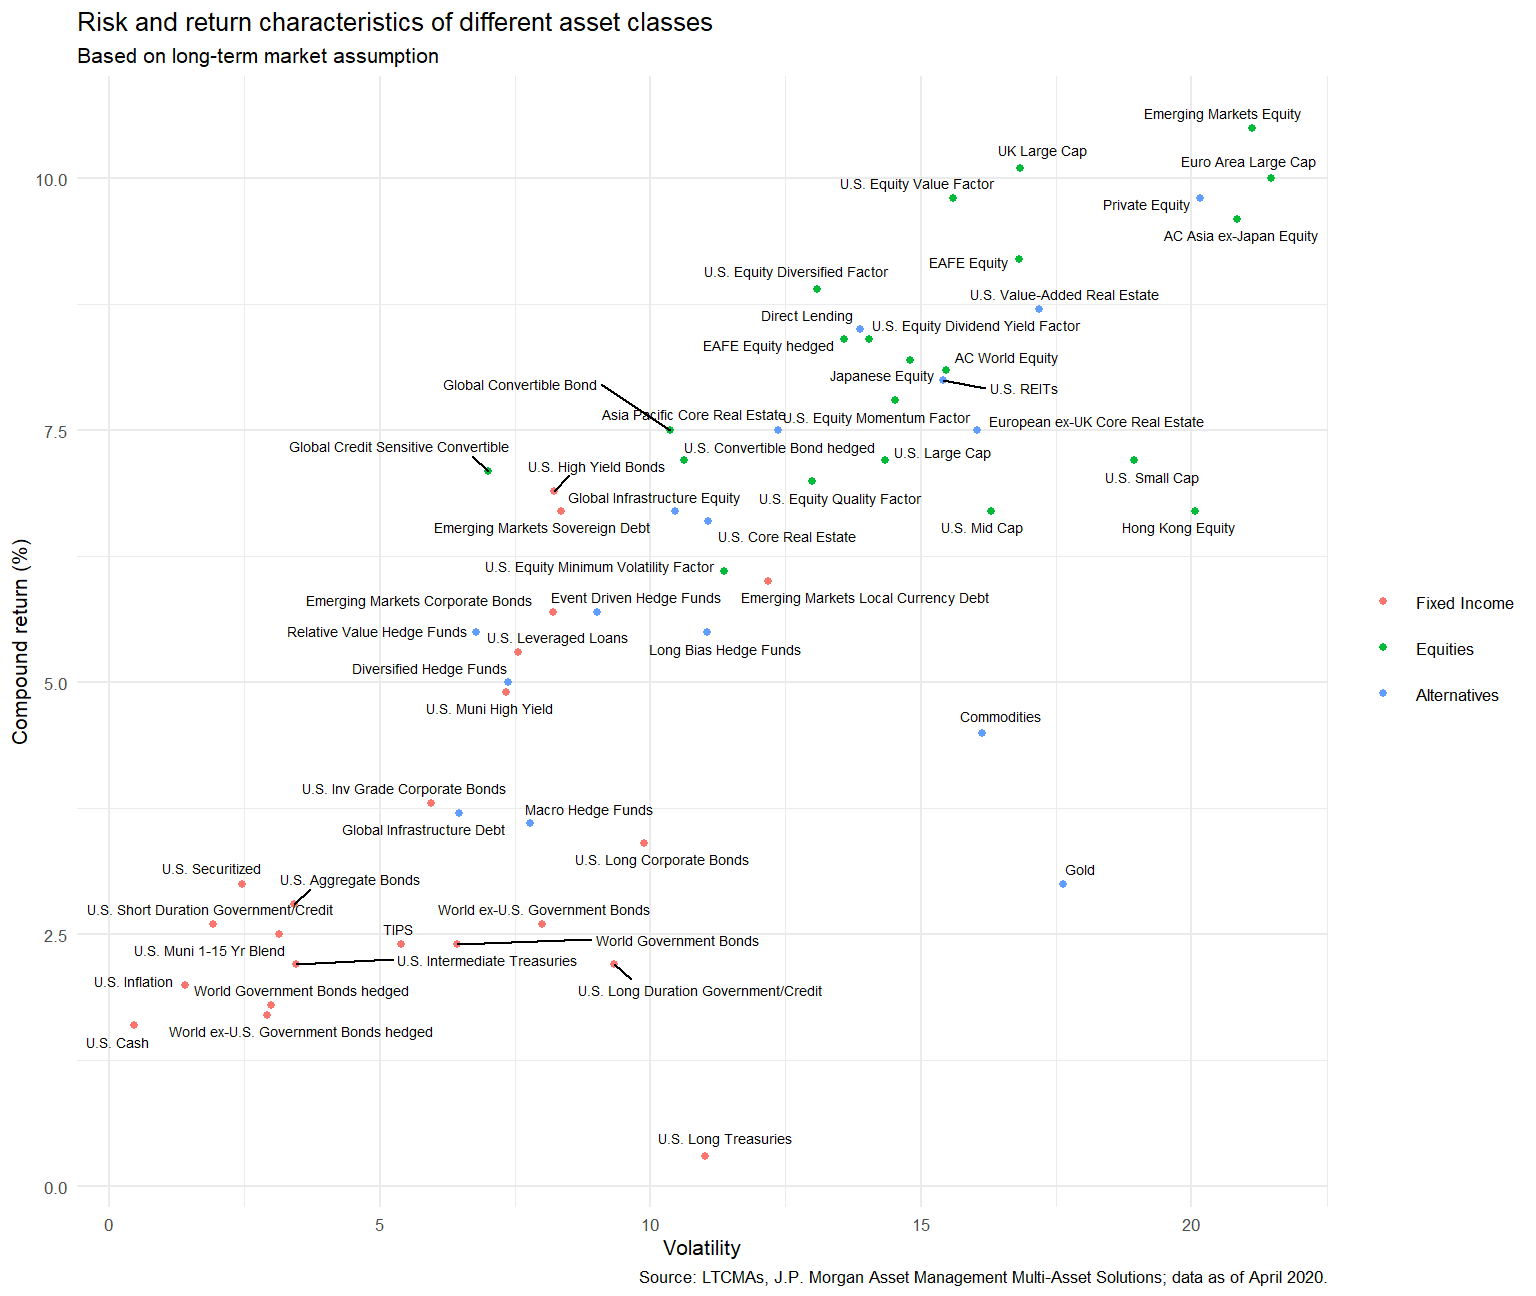 Risk and return characteristics of different asset classes
Based on long-term market assumption
Emerging Markets Equity
UK Large Cap
Euro Area Large Cap
10.0
U.S. Equity Value Factor
Private Equity
AC Asia ex-Japan Equity
EAFE Equity
U.S. Equity Diversified Factor
U.S. Value-Added Real Estate
Direct Lending
U.S. Equity Dividend Yield Factor
EAFE Equity hedged
AC World Equity
Japanese Equity
Global Convertible Bond
U.S. REITs
Asia Pacific Core Real Estate
U.S. Equity Momentum Factor
European ex-UK Core Real Estate
7.5
Global Credit Sensitive Convertible
U.S. Convertible Bond hedged
U.S. Large Cap
U.S. High Yield Bonds
U.S. Small Cap
Global Infrastructure Equity
U.S. Equity Quality Factor
Emerging Markets Sovereign Debt
U.S. Mid Cap
Hong Kong Equity
U.S. Core Real Estate
U.S. Equity Minimum Volatility Factor
Emerging Markets Corporate Bonds
Event Driven Hedge Funds
Emerging Markets Local Currency Debt
Relative Value Hedge Funds
U.S. Leveraged Loans
Long Bias Hedge Funds
Diversified Hedge Funds
5.0
U.S. Muni High Yield
Commodities
U.S. Inv Grade Corporate Bonds
Macro Hedge Funds
Global Infrastructure Debt
U.S. Long Corporate Bonds
U.S. Securitized
Gold
U.S. Aggregate Bonds
U.S. Short Duration Government/Credit
World ex-U.S. Government Bonds
TIPS
2.5
World Government Bonds
U.S. Muni 1-15 Yr Blend
U.S. Intermediate Treasuries
U.S. Inflation
World Government Bonds hedged
U.S. Long Duration Government/Credit
World ex-U.S. Government Bonds hedged
U.S. Cash
U.S. Long Treasuries
0.0
Compound return (%)
0
5
10
15
20
Volatility
Fixed Income
Equities
Alternatives
Source: LTCMAs, J.P. Morgan Asset Management Multi-Asset Solutions; data as of April 2020.